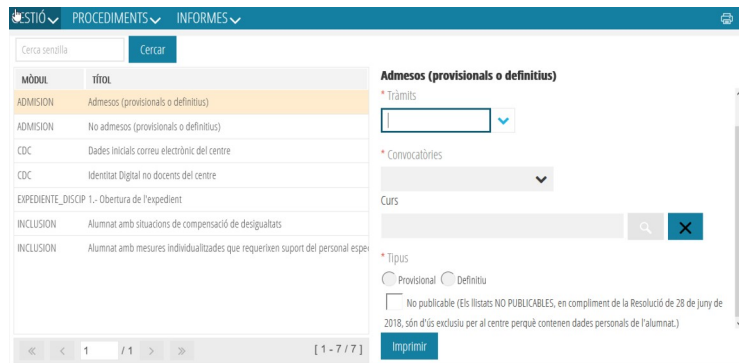 GESTIÓ PROCEDIMENTS INFORMES
Cerca senzilla Cercar
MÒDUL TÍTOL
ADMISION Admesos (provisionals o definitius)
ADMISION No admesos (provisionals o definitius)
CDC Dades inicials correu electrònic del centre
CDC Identitat Digital no docents del centre
EXPEDIENTE_DISCIP 1.- Obertura de l'expedient
INCLUSION Alumnat amb situacions de compensació de desigualtats
INCLUSION Alumnat amb mesures individualitzades que requerixen suport del personal espe
« < 1 / 1 > » [ 1 - 7 / 7 ]
Admesos (provisionals o definitius)
* Tràmits
* Convocatòries
Curs
* Tipus
Provisional Definitiu
No publicable (Els llistats NO PUBLICABLES, en compliment de la Resolució de 28 de juny de
2018, són d'ús exclusiu per al centre perquè contenen dades personals de l'alumnat.)
Imprimir